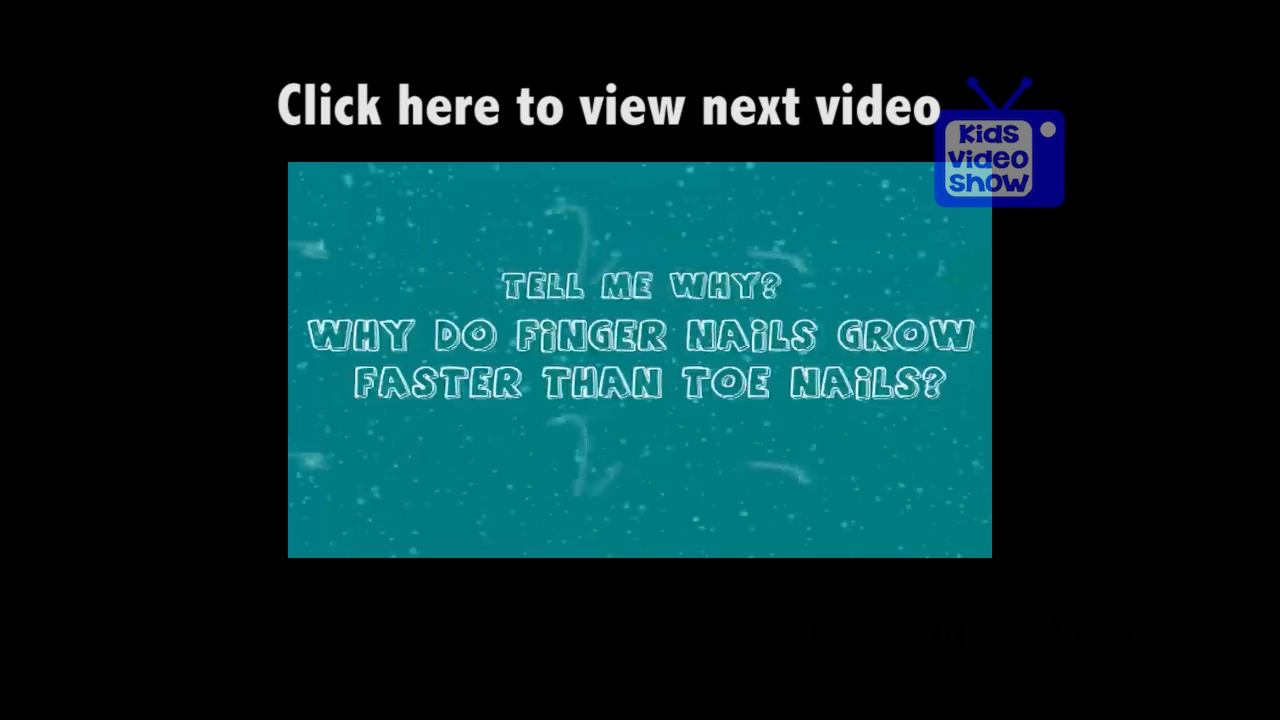 Click here to view next video
KiDS
ViDEO
SHOW
TELL ME WHY?
WHY DO FiNGER NAiLS GROW
FASTER THAN TOE NAiLS?